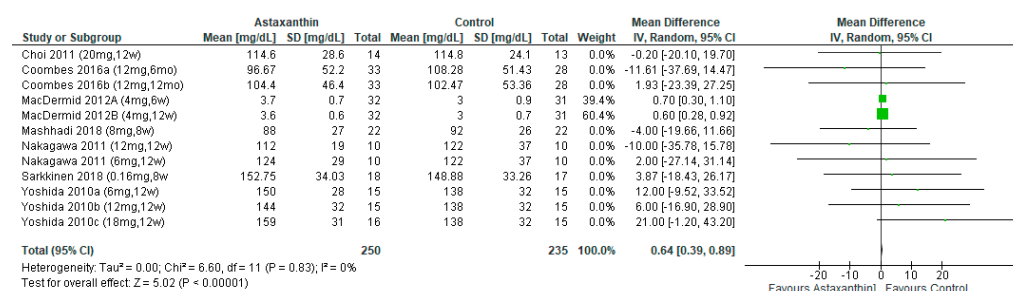 Astaxanthin Control Mean Difference Mean Difference
Study or Subgroup Mean [mg/dL] SD [mg/dL] Total Mean [mg/dL] SD [mg/dL] Total Weight IV, Random, 95% CI IV, Random, 95% CI
Choi 2011 (20mg,12w) 114.6 28.6 14 114.8 24.1 13 0.0% -0.20 [-20.10, 19.70]
Coombes 2016a (12mg,6mo) 96.67 52.2 33 108.28 51.43 28 0.0% -11.61 [-37.69, 14.47]
Coombes 2016b (12mg,12mo) 104.4 46.4 33 102.47 53.36 28 0.0% 1.93 [-23.39, 27.25]
MacDermid 2012A (4mg,6w) 3.7 0.7 32 3 0.9 31 39.4% 0.70 [0.30, 1.10]
MacDermid 2012B (4mg,12w) 3.6 0.6 32 3 0.7 31 60.4% 0.60 [0.28, 0.92]
Mashhadi 2018 (8mg,8w) 88 27 22 92 26 22 0.0% -4.00 [-19.66, 11.66]
Nakagawa 2011 (12mg,12w) 112 19 10 122 37 10 0.0% -10.00 [-35.78, 15.78]
Nakagawa 2011 (6mg,12w) 124 29 10 122 37 10 0.0% 2.00 [-27.14, 31.14]
Sarkkinen 2018 (0.16mg,8w 152.75 34.03 18 148.88 33.26 17 0.0% 3.87 [-18.43, 26.17]
Yoshida 2010a (6mg,12w) 150 28 15 138 32 15 0.0% 12.00 [-9.52, 33.52]
Yoshida 2010b (12mg,12w) 144 32 15 138 32 15 0.0% 6.00 [-16.90, 28.90]
Yoshida 2010c (18mg,12w) 159 31 16 138 32 15 0.0% 21.00 [-1.20, 43.20]
Total (95% CI) 250 235 100.0% 0.64 [0.39, 0.89]
Heterogeneity: Tau² = 0.00; Chi² = 6.60, df = 11 (P = 0.83); I² = 0%
Test for overall effect: Z = 5.02 (P < 0.00001)
-20 -10 0 10 20
Favours Astaxanthin] Favours Control